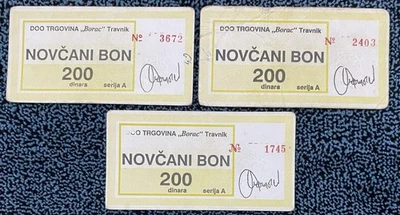 DOO TRGOVINA „Borac" Travnik
№ 3672
NOVČANI BON
200
dinara serija A
DOO TRGOVINA „Borac" Travnik
№ 2403
NOVČANI BON
200
dinara serija A
DOO TRGOVINA „Borac" Travnik
№ 1745
NOVČANI BON
200
dinara serija A